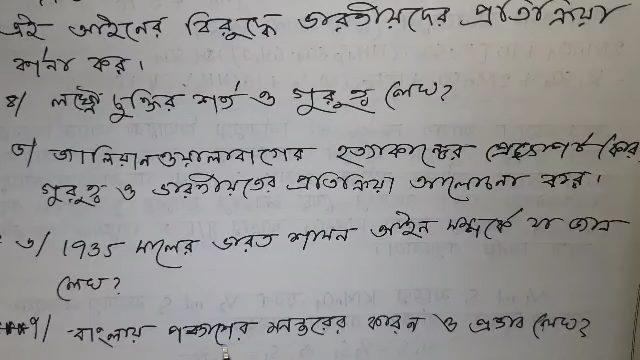 এই আইনের বিরুদ্ধে ভারতীয়দের প্রতিক্রিয়া
বর্ণনা কর।
৪/ লক্ষ্ণৌ চুক্তির শর্ত ও গুরুত্ব লেখ?
৫/ জালিয়ানওয়ালাবাগের হত্যাকান্ডের প্রেক্ষাপট কি
গুরুত্ব ও ভারতীয়দের প্রতিক্রিয়া আলোচনা কর।
৬/ 1935 সালের ভারত শাসন আইন সম্পর্কে যা জান
লেখ?
***৭/ বাংলায় পঞ্চাশের মন্বন্তরের কারন ও প্রভাব লেখ?